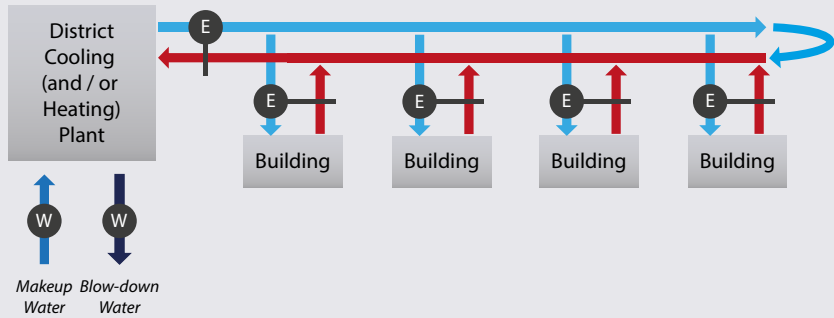 District
Cooling
(and / or
Heating)
Plant
E
E
E
E
E
Building
Building
Building
Building
W
W
Makeup
Water
Blow-down
Water